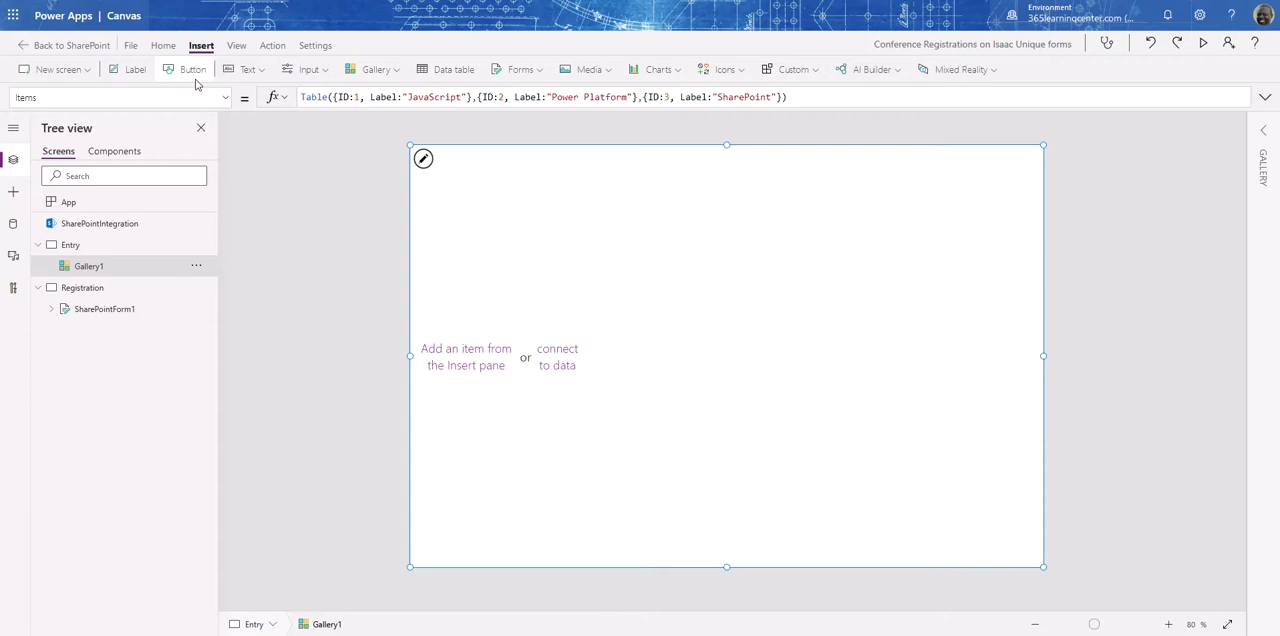 Power Apps | Canvas
Environment
365learningcenter.com (...
Back to SharePoint File Home Insert View Action Settings
Conference Registrations on Isaac Unique forms
New screen Label Button Text Input Gallery Data table Forms Media Charts Icons Custom AI Builder Mixed Reality
Items = fx Table({ID:1, Label:"JavaScript"},{ID:2, Label:"Power Platform"},{ID:3, Label:"SharePoint"})
Tree view
Screens Components
Search
App
SharePointIntegration
Entry
Gallery1 ...
Registration
SharePointForm1
Add an item from
the Insert pane
or
connect
to data
GALLERY
Entry Gallery1
80 %